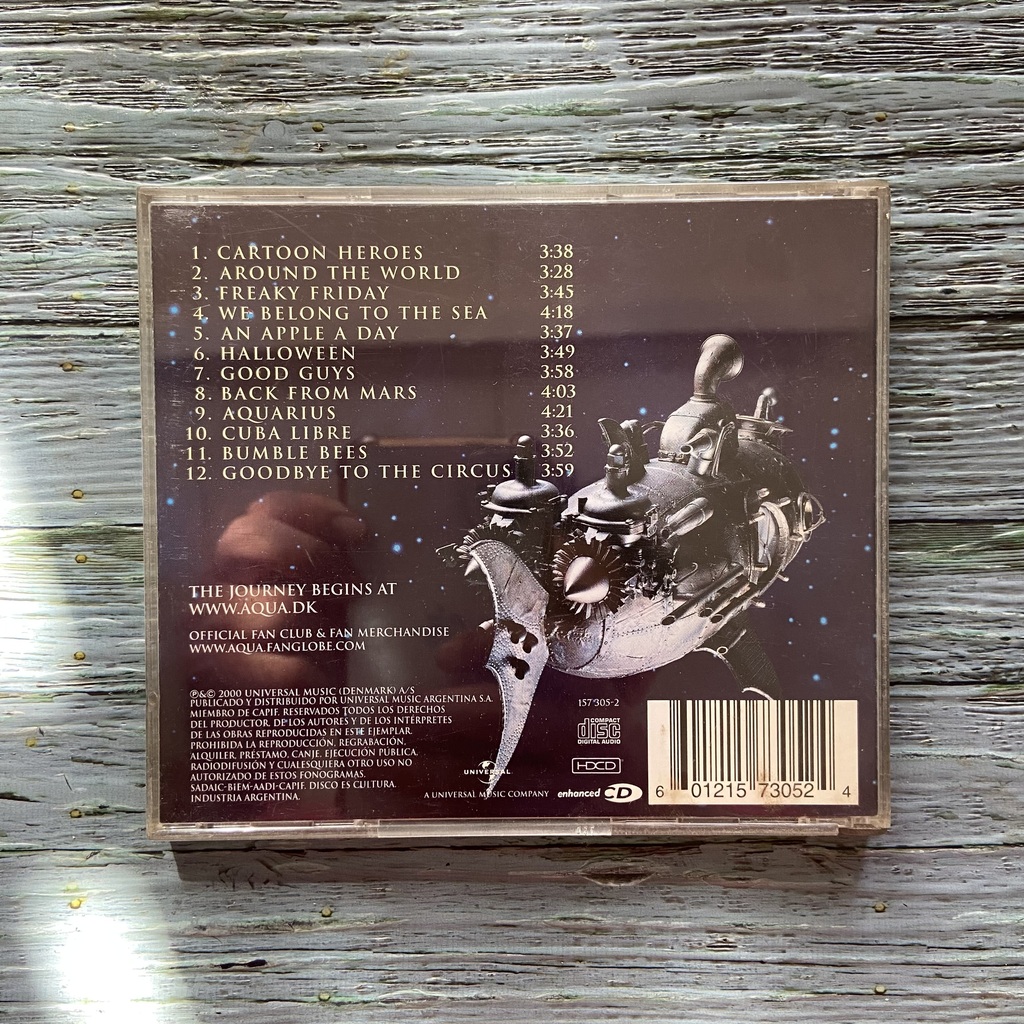 1. CARTOON HEROES 3:38
2. AROUND THE WORLD 3:28
3. FREAKY FRIDAY 3:45
4. WE BELONG TO THE SEA 4:18
5. AN APPLE A DAY 3:37
6. HALLOWEEN 3:49
7. GOOD GUYS 3:58
8. BACK FROM MARS 4:03
9. AQUARIUS 4:21
10. CUBA LIBRE 3:36
11. BUMBLE BEES 3:52
12. GOODBYE TO THE CIRCUS 3:59
THE JOURNEY BEGINS AT
WWW.AQUA.DK
OFFICIAL FAN CLUB & FAN MERCHANDISE
WWW.AQUA.FANGLOBE.COM
℗&© 2000 UNIVERSAL MUSIC (DENMARK) A/S
PUBLICADO Y DISTRIBUIDO POR UNIVERSAL MUSIC ARGENTINA S.A.
MIEMBRO DE CAPIF. RESERVADOS TODOS LOS DERECHOS
DEL PRODUCTOR, DE LOS AUTORES Y DE LOS INTÉRPRETES
DE LAS OBRAS REPRODUCIDAS EN ESTE EJEMPLAR.
PROHIBIDA LA REPRODUCCIÓN, REGRABACIÓN,
ALQUILER, PRÉSTAMO, CANJE, EJECUCIÓN PÚBLICA,
RADIODIFUSIÓN Y CUALESQUIERA OTRO USO NO
AUTORIZADO DE ESTOS FONOGRAMAS.
SADAIC-BIEM-AADI-CAPIF. DISCO ES CULTURA.
INDUSTRIA ARGENTINA.
UNIVERSAL
A UNIVERSAL MUSIC COMPANY
157 305-2
COMPACT
disc
DIGITAL AUDIO
HDCD
enhanced CD
6 01215 73052 4